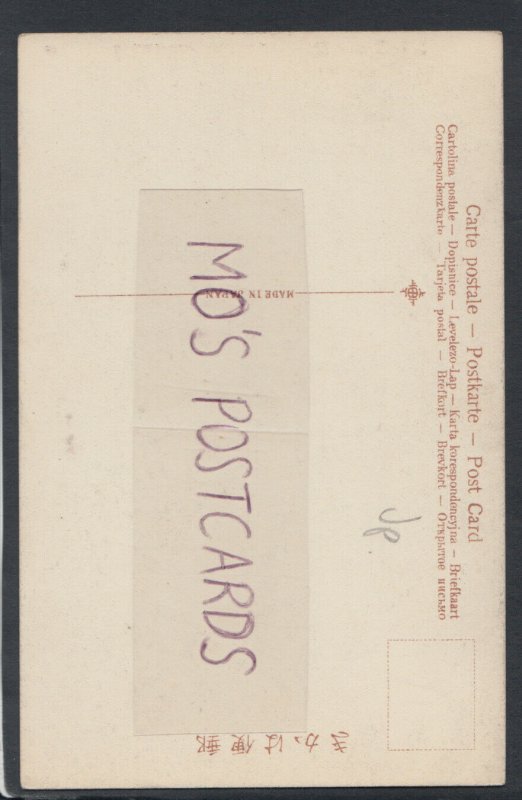 Carte postale — Postkarte — Post Card
Cartolina postale — Dopisnice — Levelezo-Lap — Karta korespondencyjna — Briefkaart
Correspondenzkarte — Tarjeta postal — Brefkort — Brevkort — Открытое письмо
MADE IN JAPAN
MO'S POSTCARDS
Jp.
郵便はかき